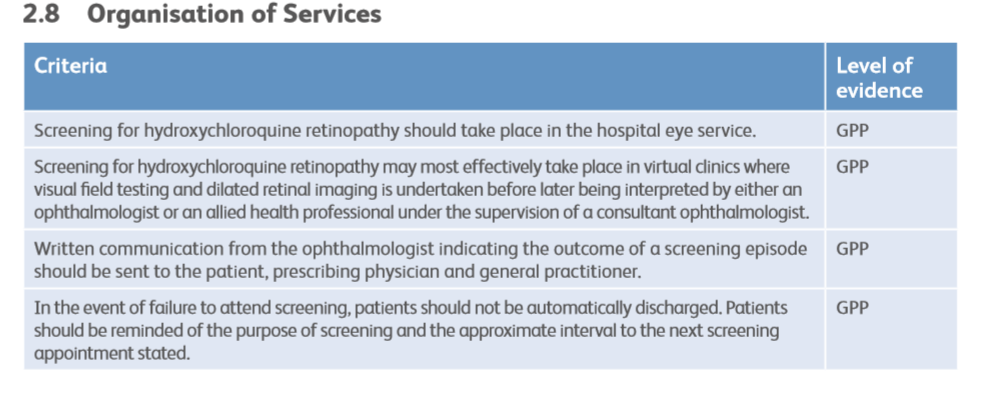 2.8 Organisation of Services
Criteria
Level of
evidence
Screening for hydroxychloroquine retinopathy should take place in the hospital eye service.
GPP
Screening for hydroxychloroquine retinopathy may most effectively take place in virtual clinics where
visual field testing and dilated retinal imaging is undertaken before later being interpreted by either an
ophthalmologist or an allied health professional under the supervision of a consultant ophthalmologist.
GPP
Written communication from the ophthalmologist indicating the outcome of a screening episode
should be sent to the patient, prescribing physician and general practitioner.
GPP
In the event of failure to attend screening, patients should not be automatically discharged. Patients
should be reminded of the purpose of screening and the approximate interval to the next screening
appointment stated.
GPP